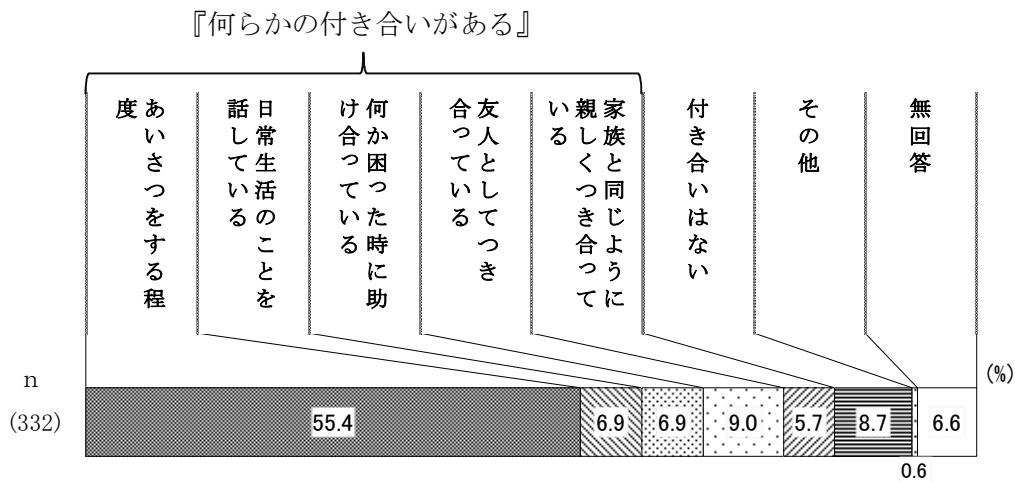 『何らかの付き合いがある』
あいさつをする程
度
日常生活のことを
話している
何か困った時に助
け合っている
友人としてつき
合っている
家族と同じように
親しくつき合って
いる
付き合いはない
その他
無回答
(%)
n
(332)
55.4
6.9
6.9
9.0
5.7
8.7
0.6
6.6